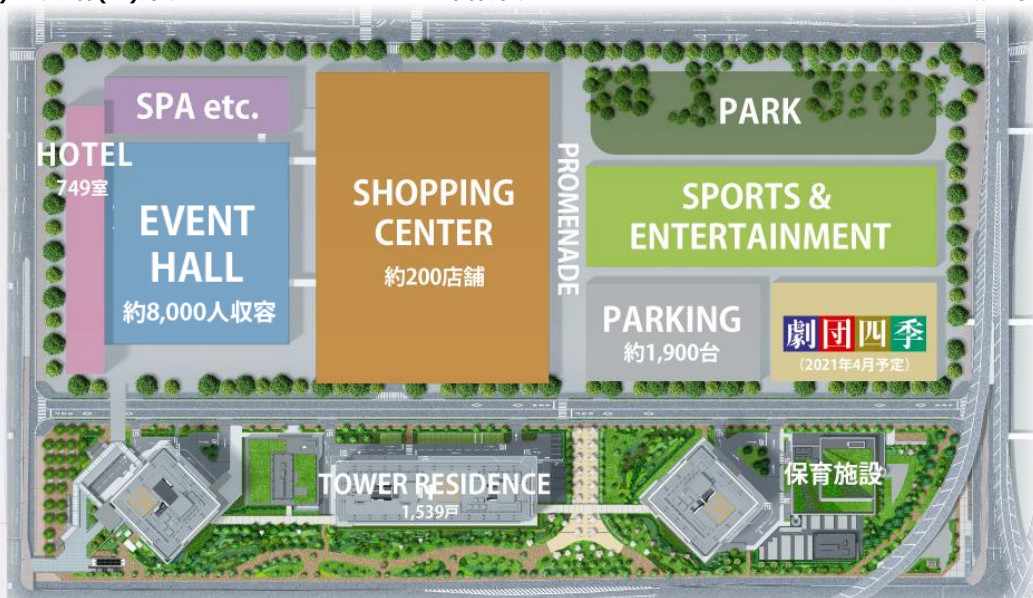 SPA etc.
HOTEL
749室
EVENT
HALL
約8,000人収容
SHOPPING
CENTER
約200店舗
PROMENADE
PARK
SPORTS &
ENTERTAINMENT
PARKING
約1,900台
劇団四季
(2021年4月予定)
TOWER RESIDENCE
1,539戸
保育施設